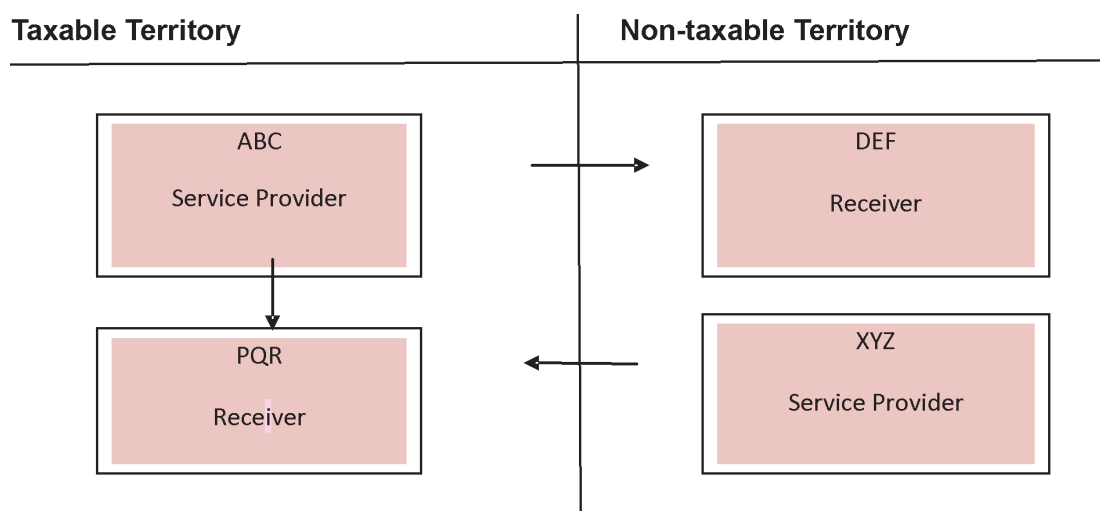 Taxable Territory
Non-taxable Territory
ABC
Service Provider
DEF
Receiver
PQR
Receiver
XYZ
Service Provider